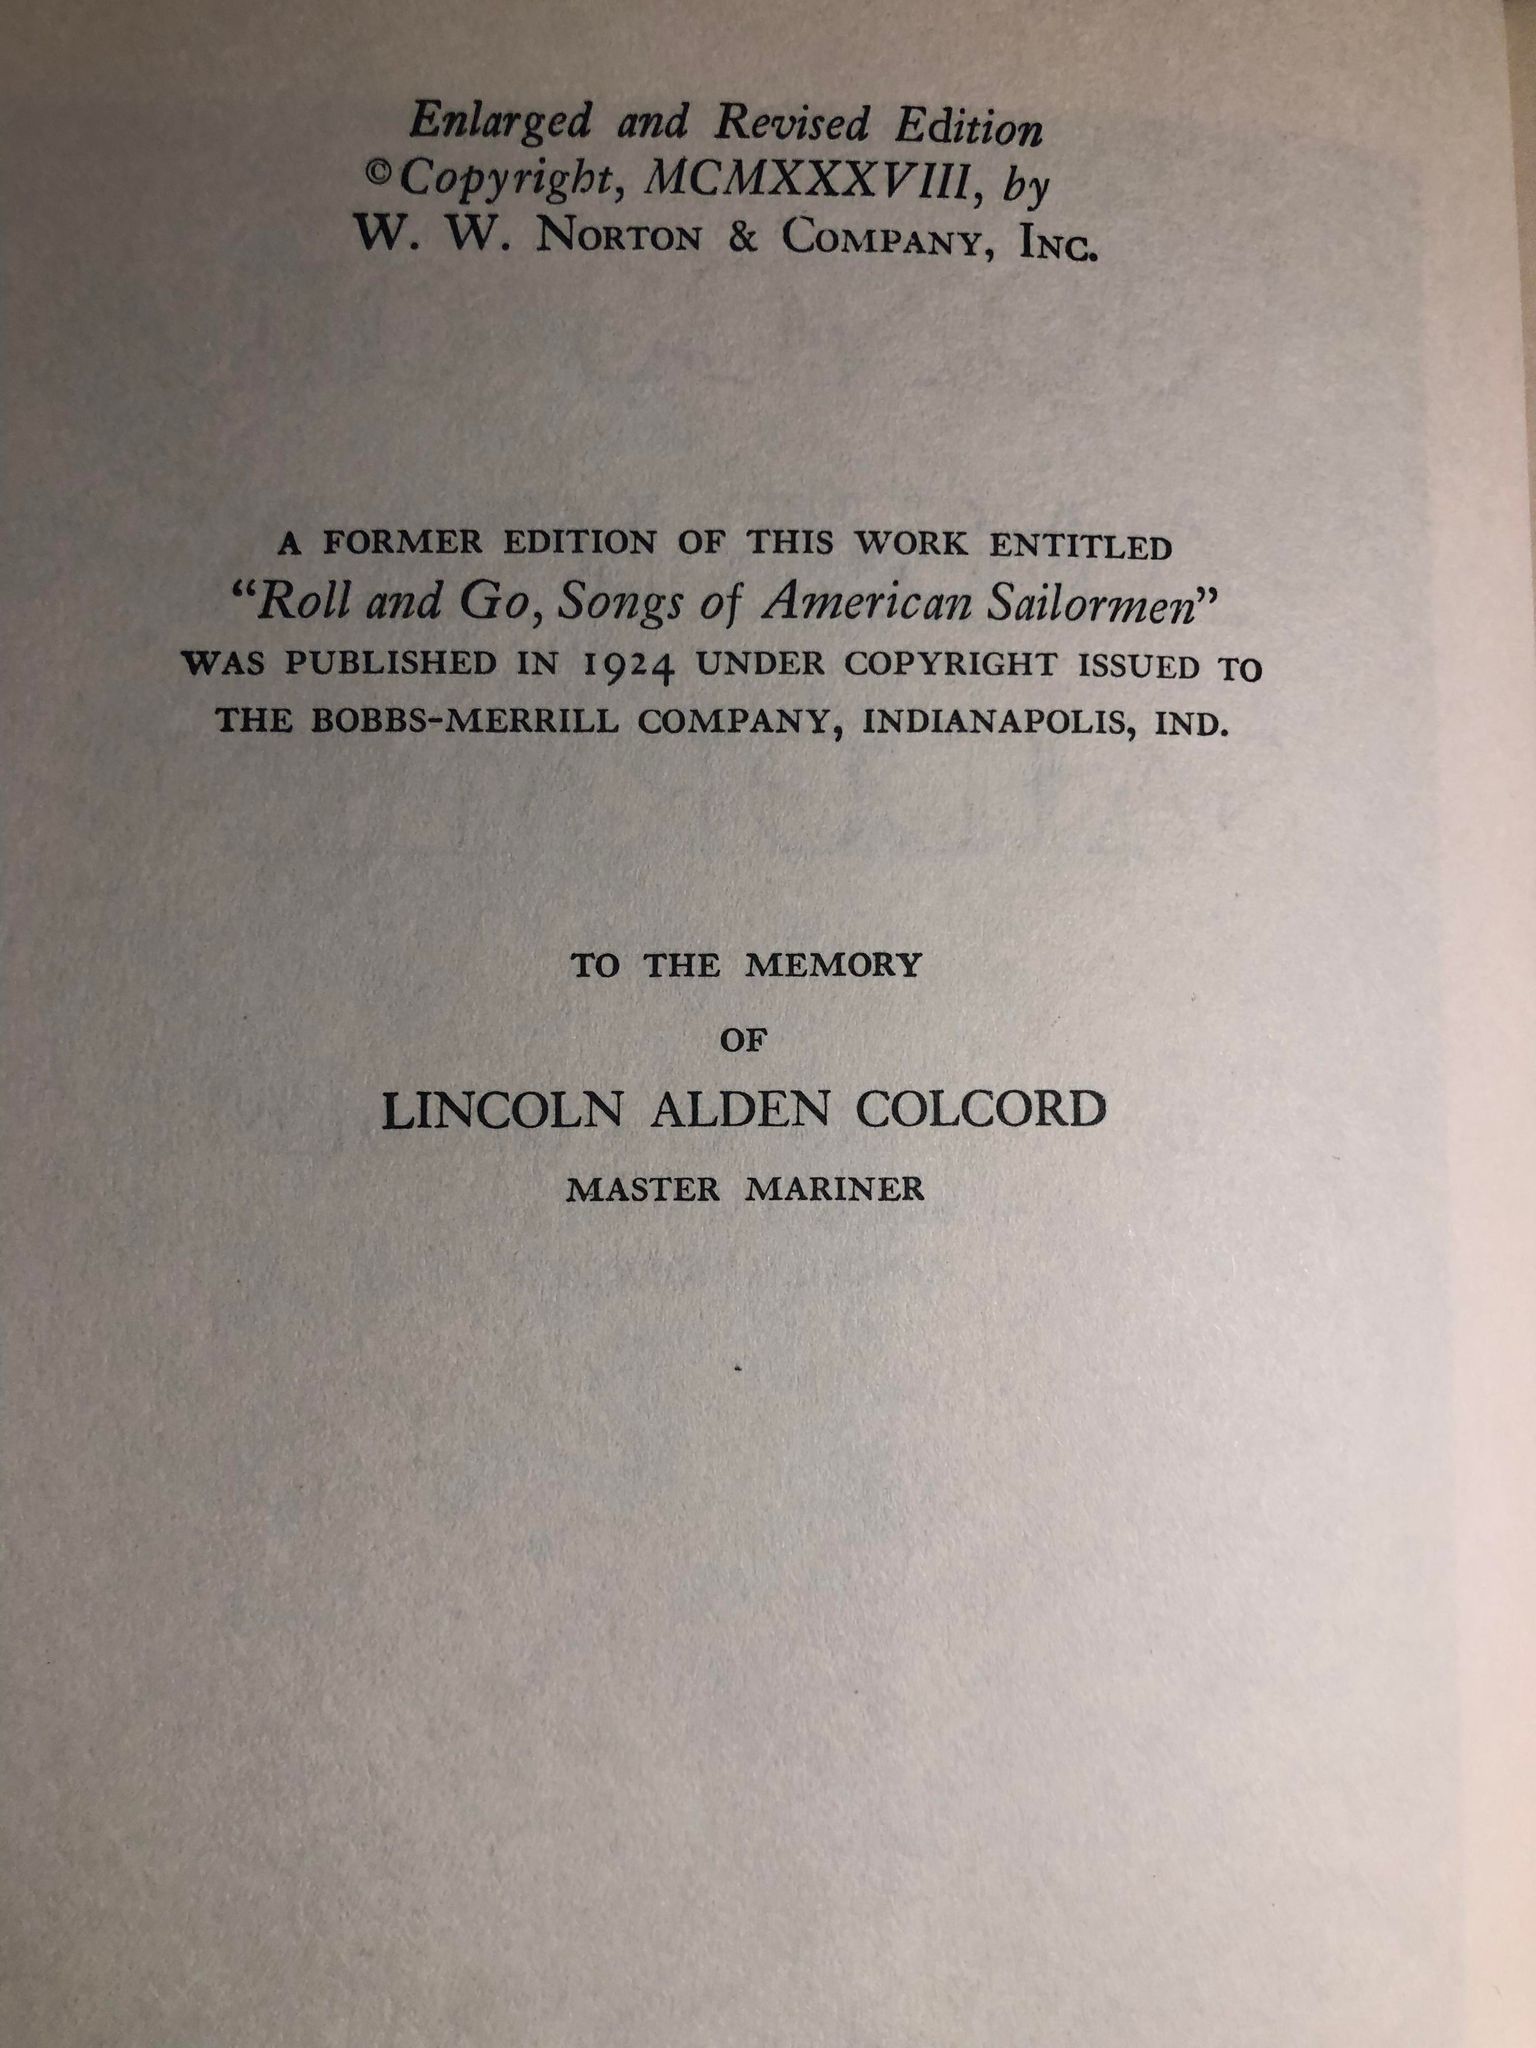 Enlarged and Revised Edition
©Copyright, MCMXXXVIII, by
W. W. NORTON & COMPANY, INC.
A FORMER EDITION OF THIS WORK ENTITLED
“Roll and Go, Songs of American Sailormen”
WAS PUBLISHED IN 1924 UNDER COPYRIGHT ISSUED TO
THE BOBBS-MERRILL COMPANY, INDIANAPOLIS, IND.
TO THE MEMORY
OF
LINCOLN ALDEN COLCORD
MASTER MARINER